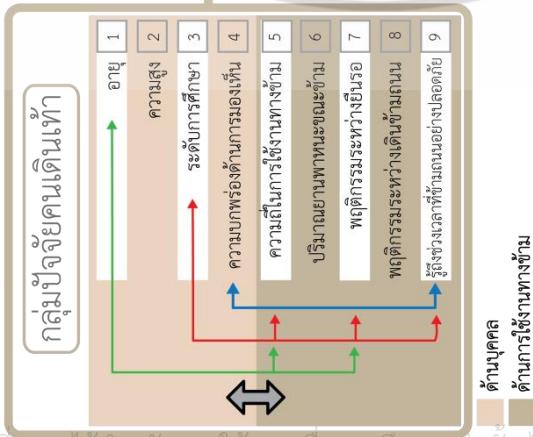 กลุ่มปัจจัยคนเดินเท้า
อายุ 1
ความสูง 2
ระดับการศึกษา 3
ความบกพร่องด้านการมองเห็น 4
ความถี่ในการใช้งานทางข้าม 5
ปริมาณยานพาหนะขณะข้าม 6
พฤติกรรมระหว่างยืนรอ 7
พฤติกรรมระหว่างเดินข้ามถนน 8
รู้ถึงช่วงเวลาที่ข้ามถนนอย่างปลอดภัย 9
ด้านบุคคล
ด้านการใช้งานทางข้าม